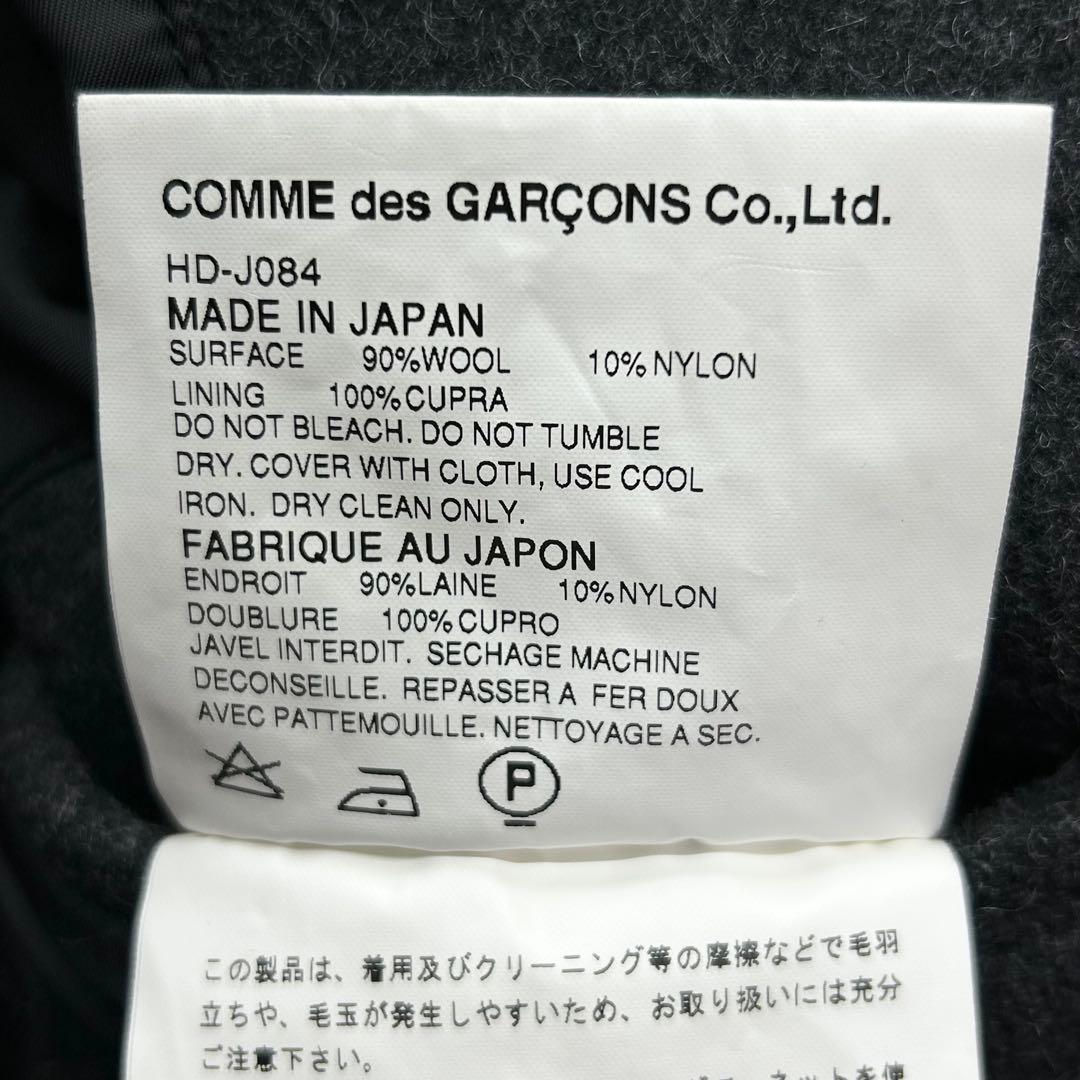 COMME des GARÇONS Co.,Ltd.
HD-J084
MADE IN JAPAN
SURFACE 90%WOOL 10%NYLON
LINING 100%CUPRA
DO NOT BLEACH. DO NOT TUMBLE
DRY. COVER WITH CLOTH, USE COOL
IRON. DRY CLEAN ONLY.
FABRIQUE AU JAPON
ENDROIT 90%LAINE 10%NYLON
DOUBLURE 100%CUPRO
JAVEL INTERDIT. SECHAGE MACHINE
DECONSEILLE. REPASSER A FER DOUX
AVEC PATTEMOUILLE. NETTOYAGE A SEC.
P
この製品は、着用及びクリーニング等の摩擦などで毛羽
立ちや、毛玉が発生しやすいため、お取り扱いには充分
ご注意下さい。
ネットを使